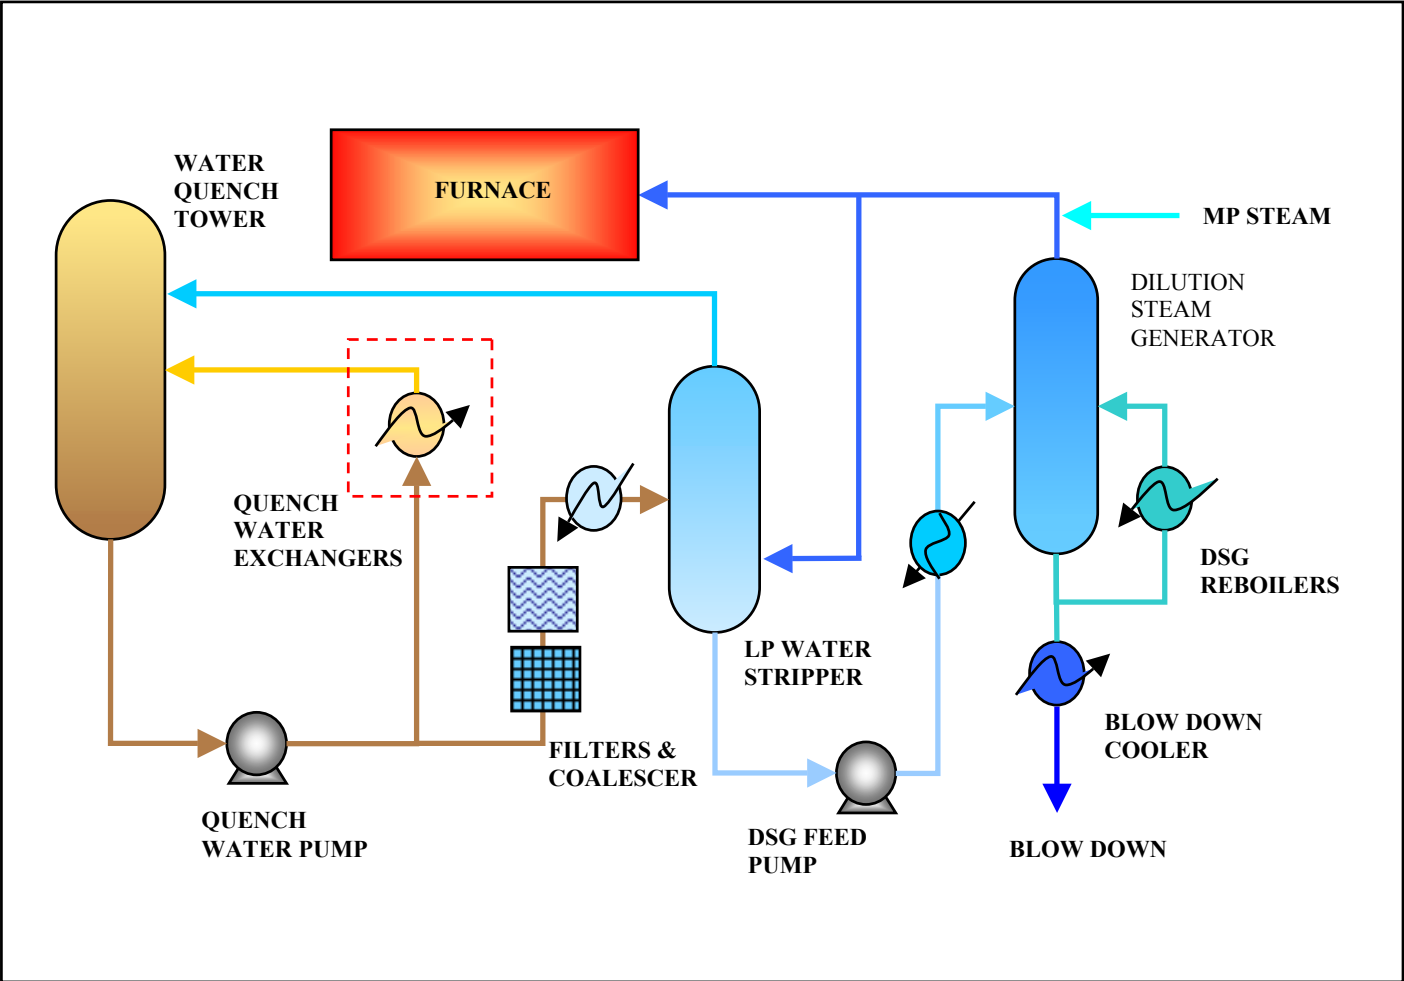 WATER
QUENCH
TOWER
FURNACE
MP STEAM
DILUTION
STEAM
GENERATOR
QUENCH
WATER
EXCHANGERS
DSG
REBOILERS
LP WATER
STRIPPER
FILTERS &
COALESCER
BLOW DOWN
COOLER
QUENCH
WATER PUMP
DSG FEED
PUMP
BLOW DOWN